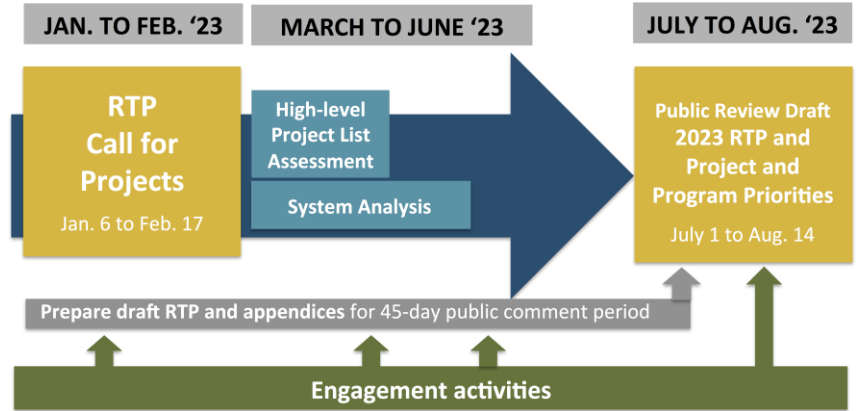 JAN. TO FEB. ‘23
MARCH TO JUNE ‘23
JULY TO AUG. ‘23
RTP
Call for
Projects
Jan. 6 to Feb. 17
High-level
Project List
Assessment
System Analysis
Public Review Draft
2023 RTP and
Project and
Program Priorities
July 1 to Aug. 14
Prepare draft RTP and appendices for 45-day public comment period
Engagement activities